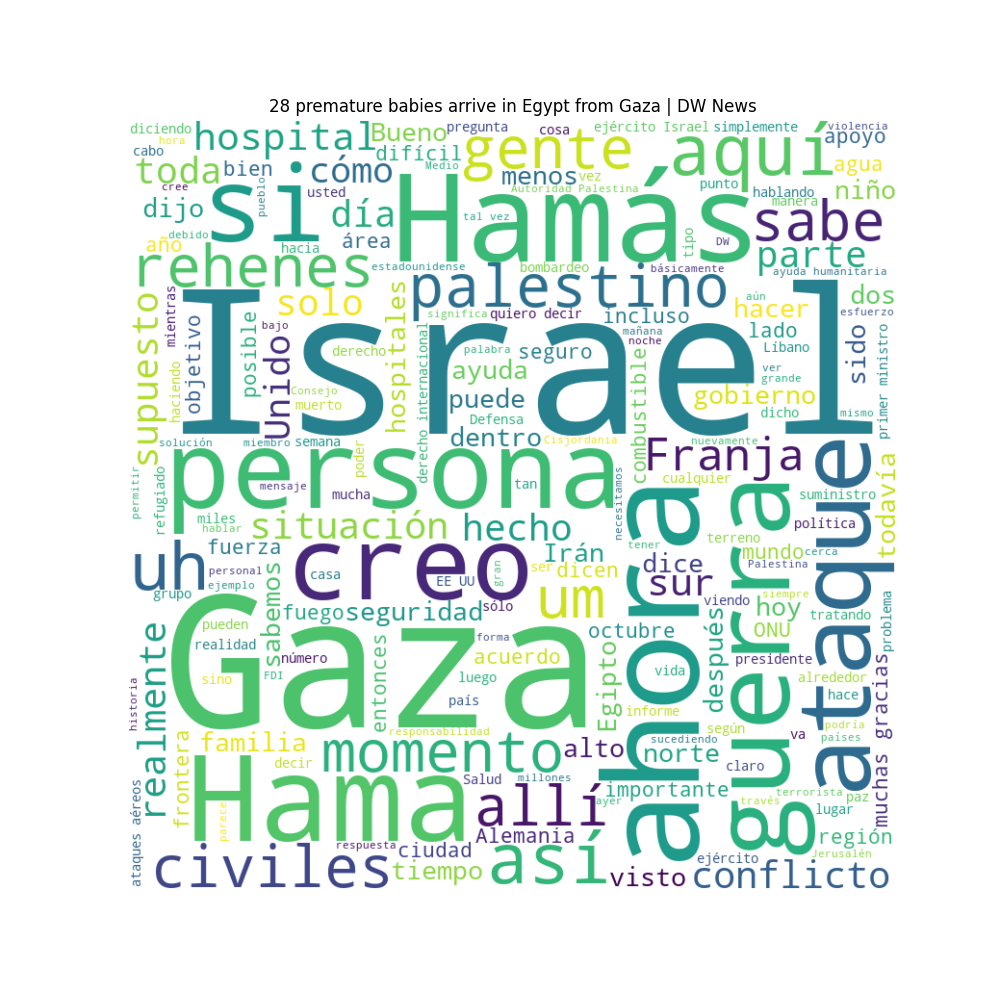 28 premature babies arrive in Egypt from Gaza | DW News
diciendo
hora
cabo
hospital
Bueno
pregunta
cosa
ejército Israel
simplemente
violencia
apoyo
difícil
Medio
gente
aquí
agua
toda
bien
cómo
menos
Autoridad Palestina
vez
punto
hablando
manera
niño
cree
pueblo
si
usted
Hamás
sabe
dijo
día
tal vez
tipo
DW
debido
año
hacia
área
parte
rehenes
estadounidense
bombardeo
básicamente
ayuda humanitaria
palestino
aún
esfuerzo
supuesto
mientras
solo
hospitales
significa
quiero decir
incluso
hacer
dos
objetivo
posible
bajo
Israel
mañana
noche
lado
Líbano
sido
primer ministro
haciendo
Unido
derecho
derecho internacional
palabra
seguro
combustible
ver
grande
ayuda
Consejo
muerto
puede
gobierno
dicho
mismo
Defensa
solución
miembro
semana
poder
dentro
Cisjordania
nuevamente
persona
Franja
ataque
todavía
permitir
refugiado
mensaje
mucha
tan
necesitamos
cualquier
suministro
miles
hablar
situación
hecho
ahora
guerra
política
terreno
uh
fuerza
creo
Irán
tener
dice
mundo
cerca
personal
ejemplo
casa
EE UU
gran
ser
dicen
sur
Palestina
grupo
sabemos
fuego
seguridad
sólo
um
viendo
siempre
hoy
tratando
problema
realmente
pueden
Gaza
forma
octubre
después
ONU
realidad
número
entonces
acuerdo
presidente
sino
FDI
luego
Egipto
vida
alrededor
historia
país
informe
hace
muchas gracias
frontera
familia
responsabilidad
según
sucediendo
va
podría
países
decir
momento
alto
norte
claro
Hama
Salud
millones
importante
terrorista
paz
ataques aéreos
allí
ayer
través
lugar
parece
Alemania
región
civiles
respuesta
ciudad
así
ejército
Jerusalén
tiempo
visto
conflicto